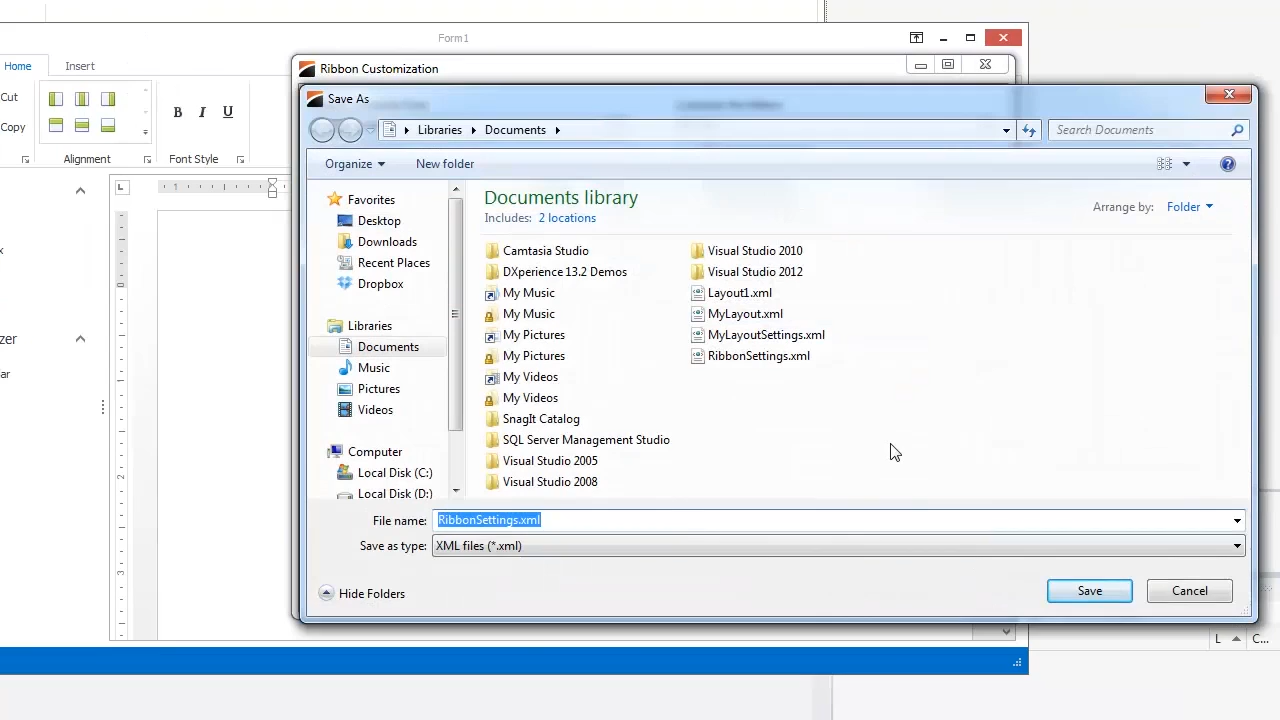 Form1
Home Insert
Ribbon Customization
Cut
Copy
B I U
Alignment
Font Style
Save As
Libraries Documents
Search Documents
Organize
New folder
Favorites
Desktop
Downloads
Recent Places
Dropbox
Libraries
Documents
Music
Pictures
Videos
Computer
Local Disk (C:)
Local Disk (D:)
Documents library
Includes: 2 locations
Arrange by: Folder
Camtasia Studio
DXperience 13.2 Demos
My Music
My Music
My Pictures
My Pictures
My Videos
My Videos
SnagIt Catalog
SQL Server Management Studio
Visual Studio 2005
Visual Studio 2008
Visual Studio 2010
Visual Studio 2012
Layout1.xml
MyLayout.xml
MyLayoutSettings.xml
RibbonSettings.xml
File name: RibbonSettings.xml
Save as type: XML files (*.xml)
Hide Folders
Save
Cancel
zer
ar
x
1
1
2
3
L C...